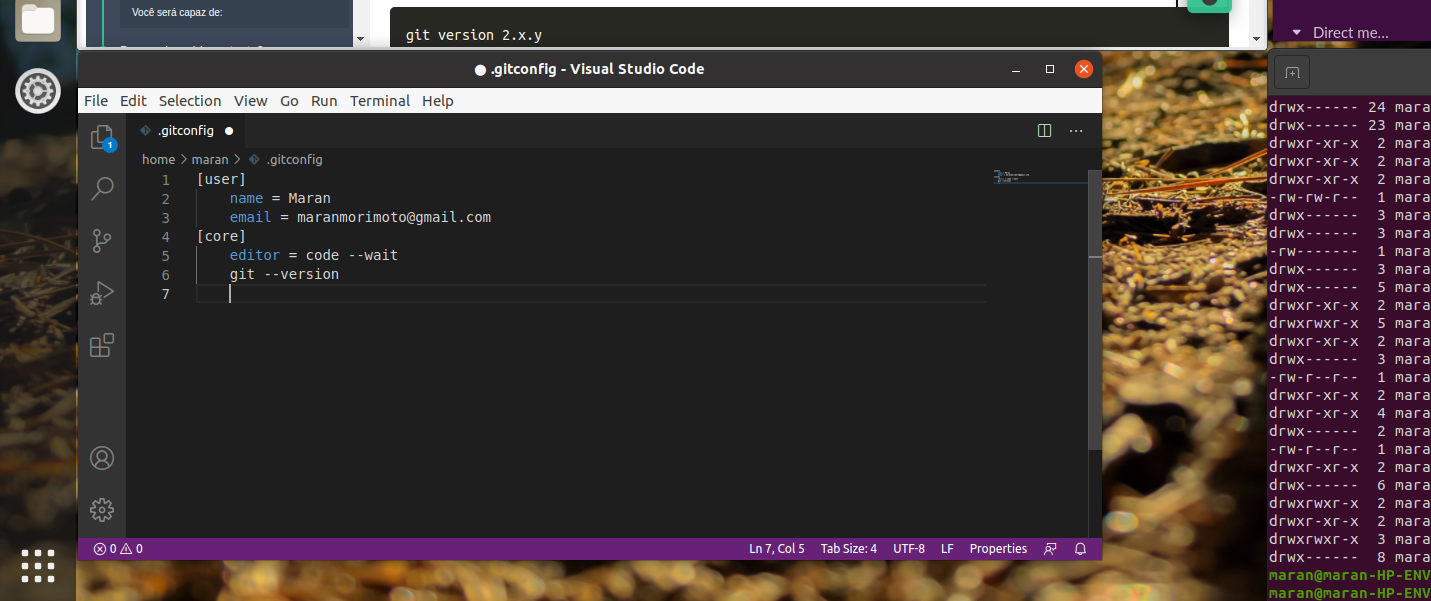 Você será capaz de:
git version 2.x.y
Direct me...
● .gitconfig - Visual Studio Code
File Edit Selection View Go Run Terminal Help
1
.gitconfig ●
home > maran > .gitconfig
1 [user]
2 name = Maran
3 email = maranmorimoto@gmail.com
4 [core]
5 editor = code --wait
6 git --version
7
0 0
Ln 7, Col 5 Tab Size: 4 UTF-8 LF Properties
drwx------ 24 mara
drwx------ 23 mara
drwxr-xr-x 2 mara
drwxr-xr-x 2 mara
drwxr-xr-x 2 mara
-rw-rw-r-- 1 mara
drwx------ 3 mara
drwx------ 3 mara
-rw------- 1 mara
drwx------ 3 mara
drwx------ 5 mara
drwxr-xr-x 2 mara
drwxrwxr-x 5 mara
drwxr-xr-x 2 mara
drwx------ 3 mara
-rw-r--r-- 1 mara
drwxr-xr-x 2 mara
drwxr-xr-x 4 mara
drwx------ 2 mara
-rw-r--r-- 1 mara
drwxr-xr-x 2 mara
drwx------ 6 mara
drwxrwxr-x 2 mara
drwxr-xr-x 2 mara
drwxrwxr-x 3 mara
drwx------ 8 mara
maran@maran-HP-ENV
maran@maran-HP-ENV